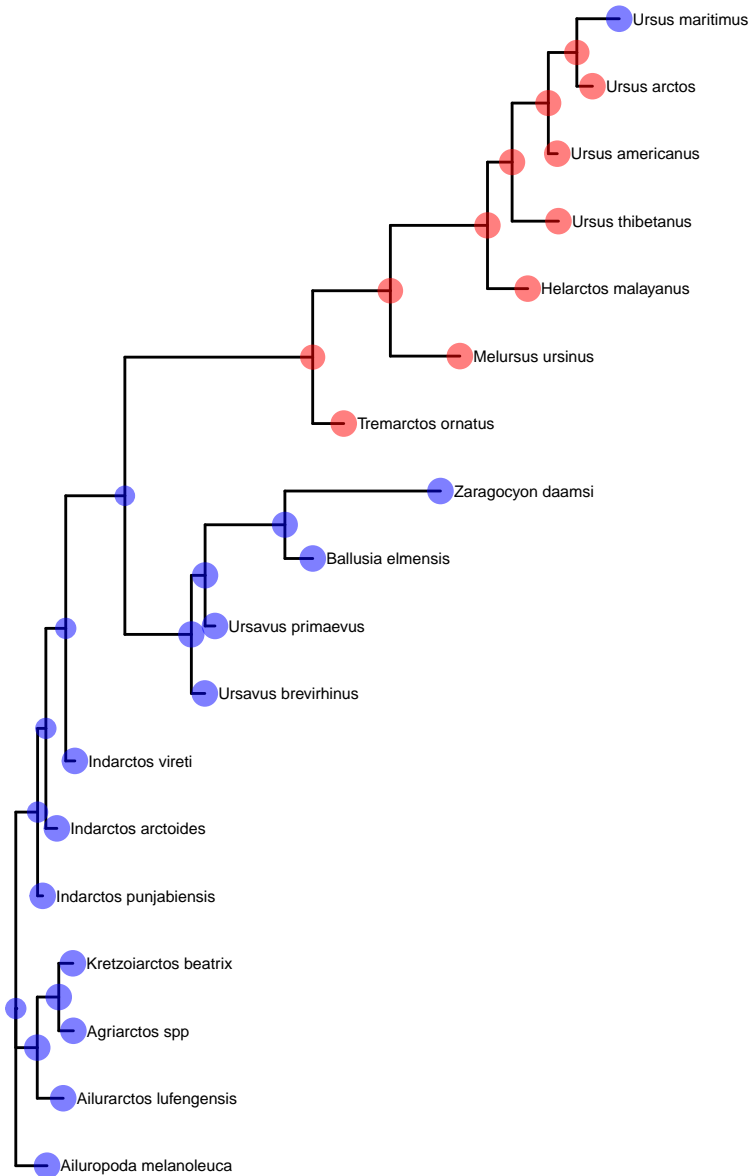 Ursus maritimus
Ursus arctos
Ursus americanus
Ursus thibetanus
Helarctos malayanus
Melursus ursinus
Tremarctos ornatus
Zaragocyon daamsi
Ballusia elmensis
Ursavus primaevus
Ursavus brevirhinus
Indarctos vireti
Indarctos arctoides
Indarctos punjabiensis
Kretzoiarctos beatrix
Agriarctos spp
Ailurarctos lufengensis
Ailuropoda melanoleuca